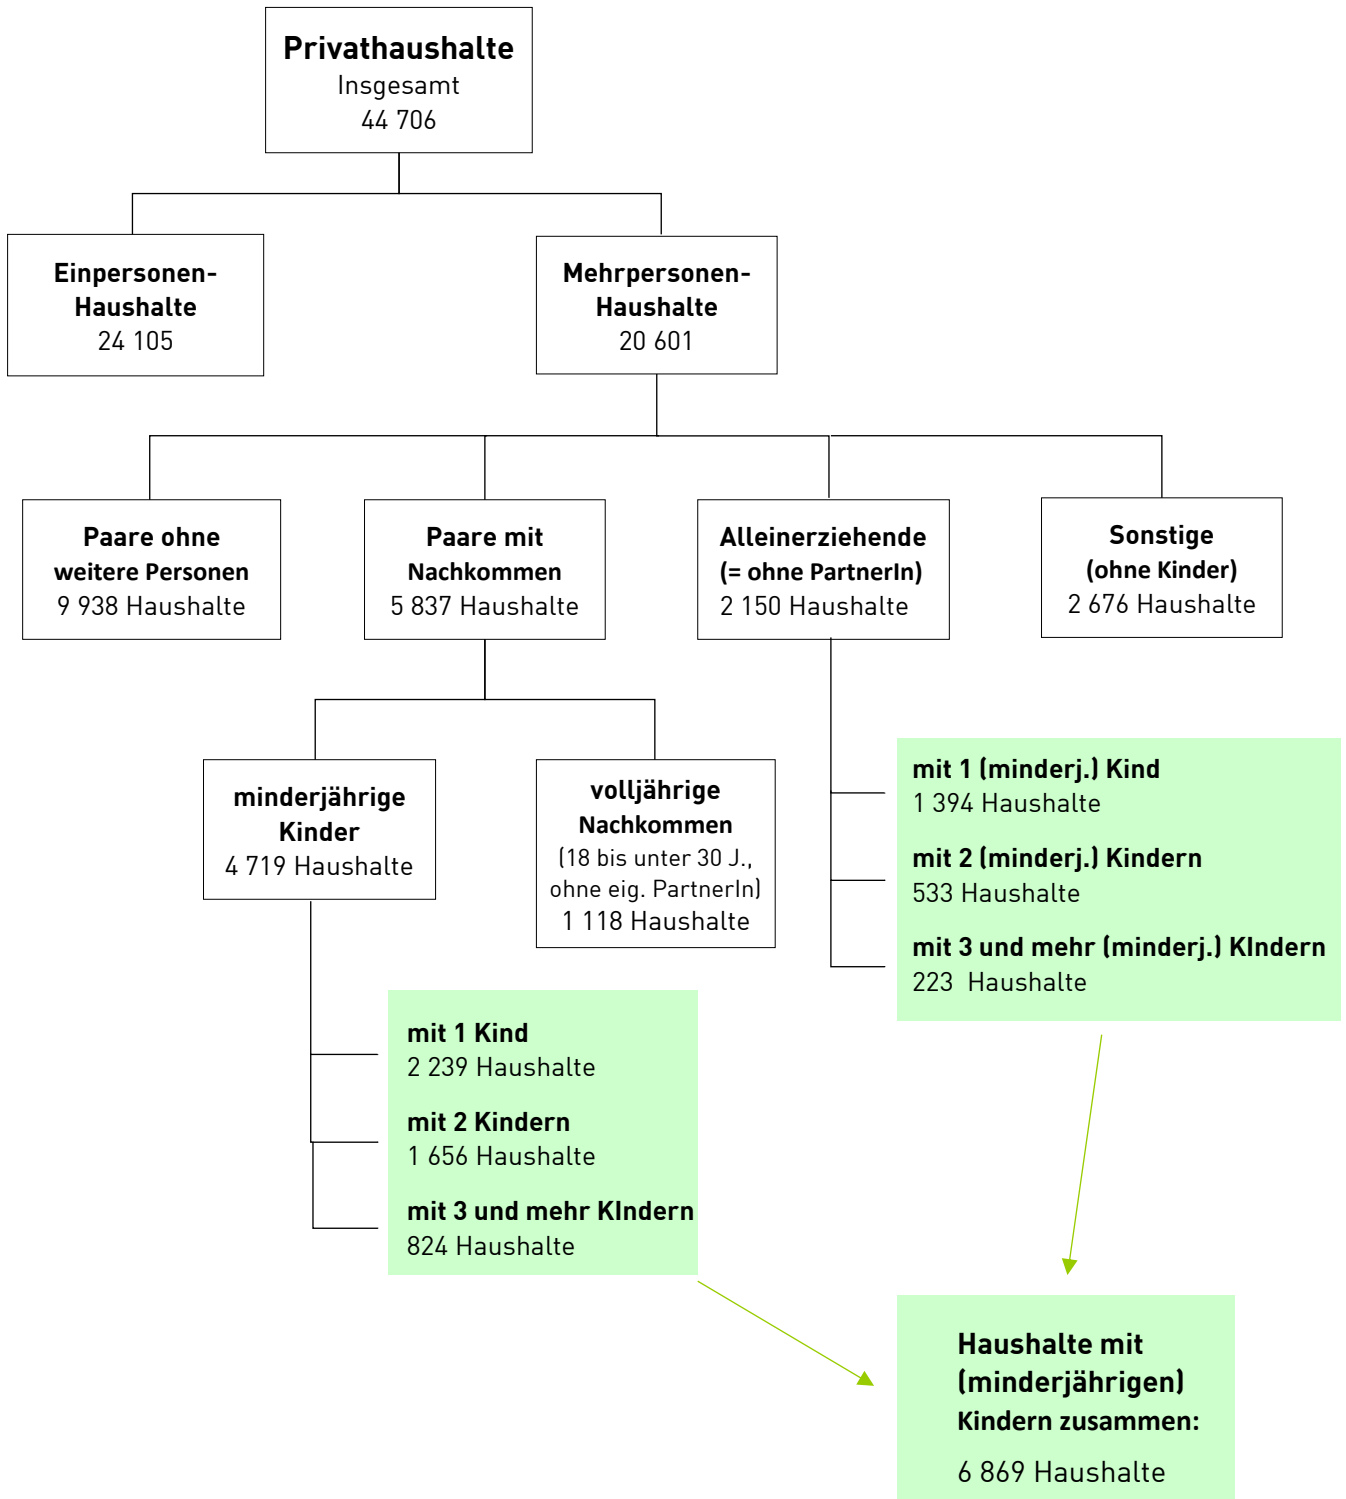 Privathaushalte
Insgesamt
44 706
Einpersonen-
Haushalte
24 105
Mehrpersonen-
Haushalte
20 601
Paare ohne
weitere Personen
9 938 Haushalte
Paare mit
Nachkommen
5 837 Haushalte
Alleinerziehende
(= ohne PartnerIn)
2 150 Haushalte
Sonstige
(ohne Kinder)
2 676 Haushalte
minderjährige
Kinder
4 719 Haushalte
volljährige
Nachkommen
(18 bis unter 30 J.,
ohne eig. PartnerIn)
1 118 Haushalte
mit 1 (minderj.) Kind
1 394 Haushalte
mit 2 (minderj.) Kindern
533 Haushalte
mit 3 und mehr (minderj.) KIndern
223 Haushalte
mit 1 Kind
2 239 Haushalte
mit 2 Kindern
1 656 Haushalte
mit 3 und mehr KIndern
824 Haushalte
Haushalte mit
(minderjährigen)
Kindern zusammen:
6 869 Haushalte